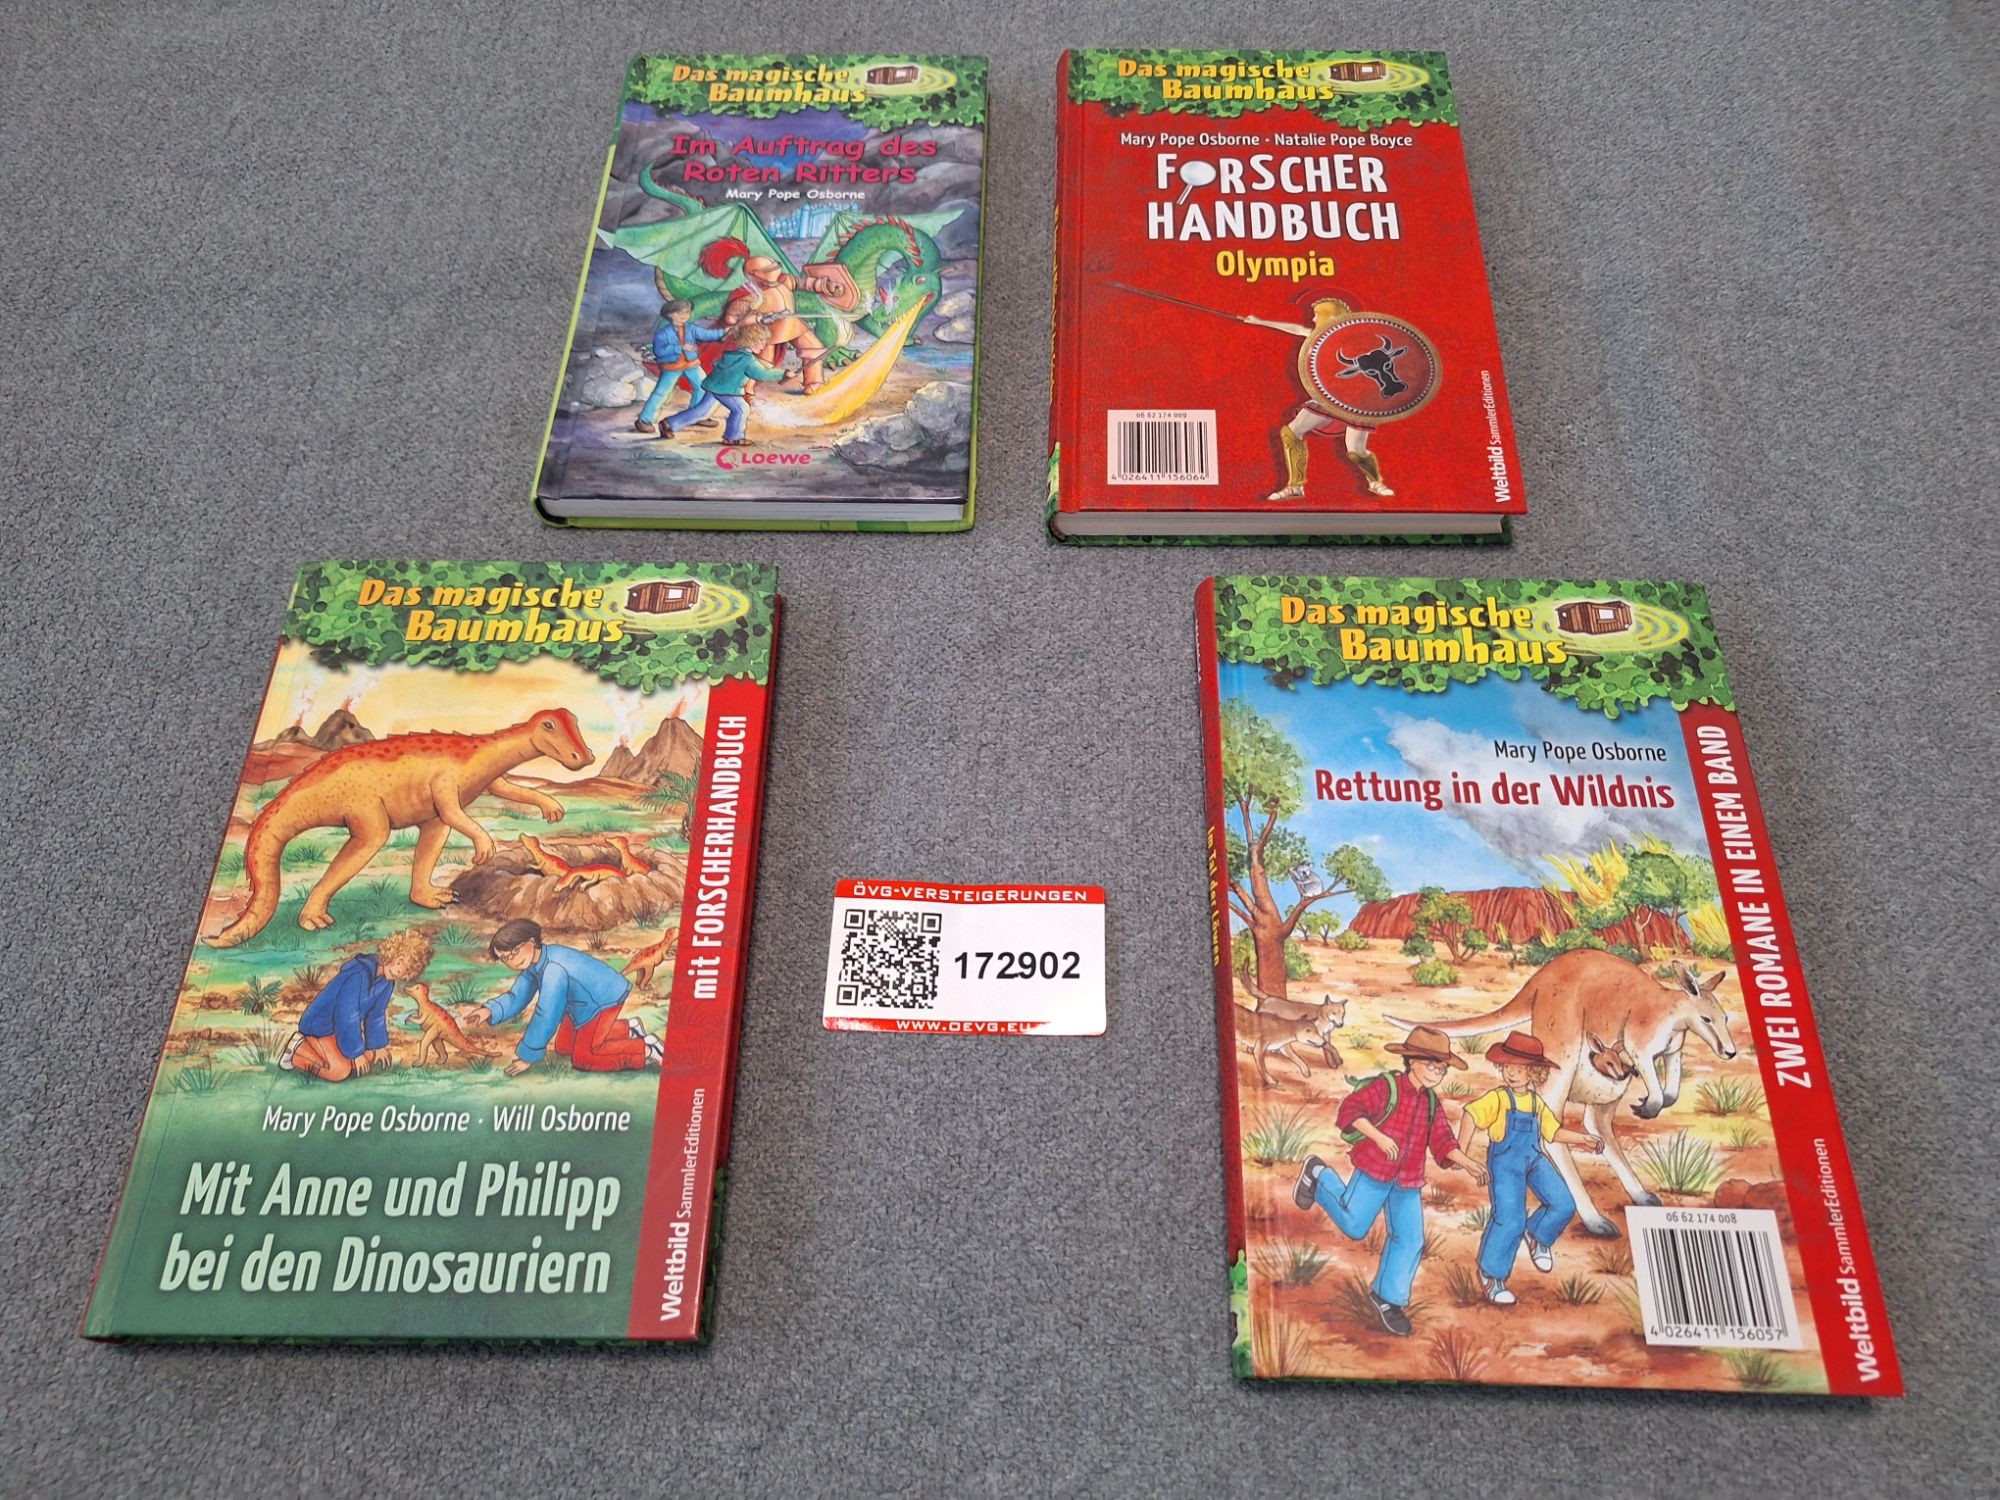 Das magische
Baumhaus
Im Auftrag des
Roten Ritters
Mary Pope Osborne
LOEWE
Das magische
Baumhaus
Mary Pope Osborne · Natalie Pope Boyce
FORSCHER
HANDBUCH
Olympia
06 62 174 009
4 026411 156064
Weltbild SammlerEditionen
Das magische
Baumhaus
mit FORSCHERHANDBUCH
Mary Pope Osborne · Will Osborne
Mit Anne und Philipp
bei den Dinosauriern
Weltbild SammlerEditionen
ÖVG-VERSTEIGERUNGEN
172902
WWW.OEVG.EU
Das magische
Baumhaus
Mary Pope Osborne
Rettung in der Wildnis
ZWEI ROMANE IN EINEM BAND
Im Tal der Löwen
06 62 174 008
4 026411 156057
Weltbild SammlerEditionen